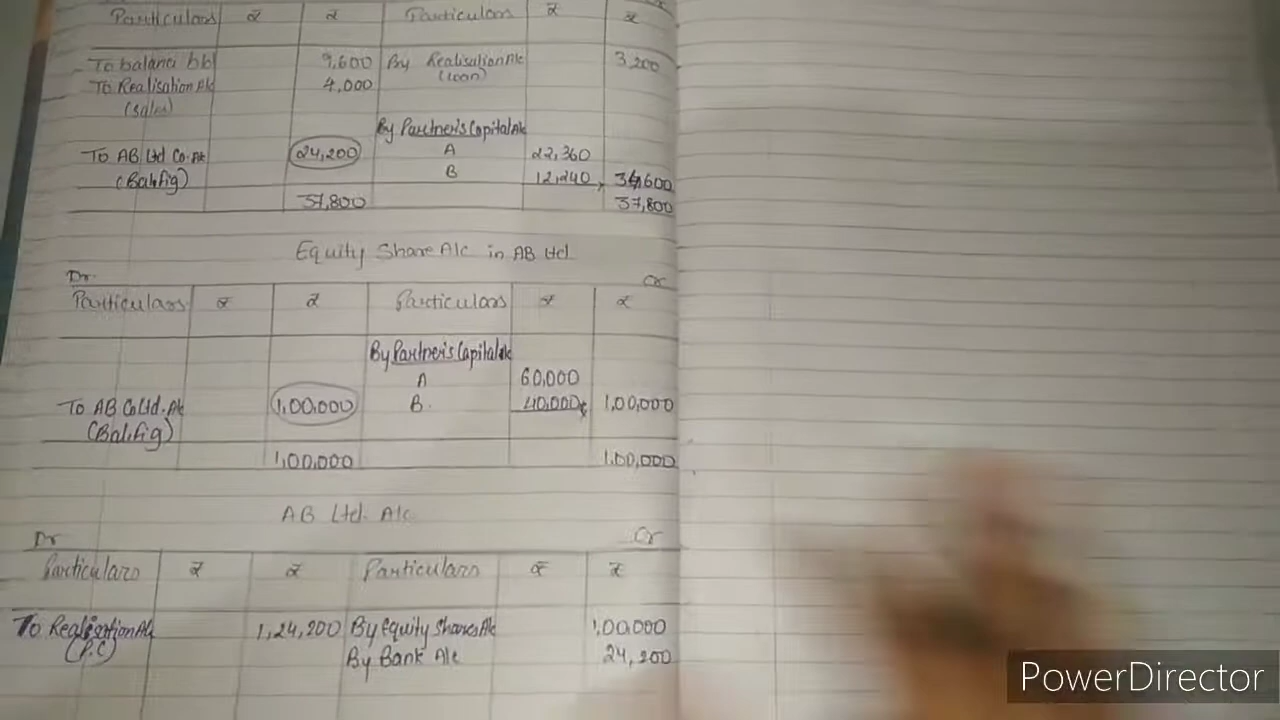 Particulars ₹ ₹ Particulars ₹ ₹
To balance b/d 9,600 By Realisation A/c 3,200
(Loan)
To Realisation A/c 4,000
(Sales)
By Partner's Capital A/c
To AB Ltd Co. A/c 24,200 A 22,360
(Bal.fig) B 12,240, 34,600
37,800 37,800
Equity Share A/c in AB Ltd
Dr. Cr
Particulars ₹ ₹ Particulars ₹ ₹
By Partner's Capital A/c
A 60,000
To AB Co Ltd. A/c 1,00,000 B. 40,000 1,00,000
(Bal.fig)
1,00,000 1,00,000
AB Ltd. A/c
Dr Cr
Particulars ₹ ₹ Particulars ₹ ₹
To Realisation A/c 1,24,200 By Equity Shares A/c 1,00,000
(P.C) By Bank A/c 24,200
PowerDirector